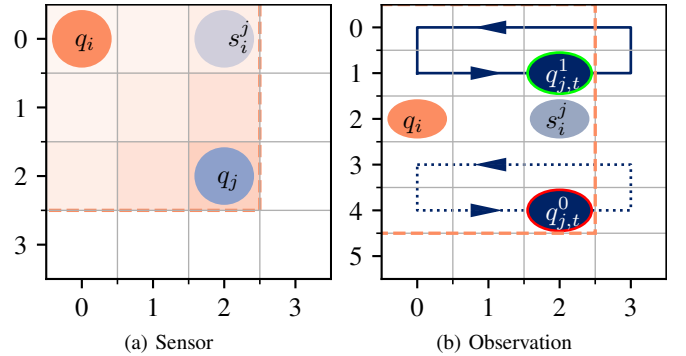 0
1
2
3
q_i
s_i^j
q_j
0 1 2 3
(a) Sensor
0
1
2
3
4
5
q_{j,t}^1
q_i
s_i^j
q_{j,t}^0
0 1 2 3
(b) Observation